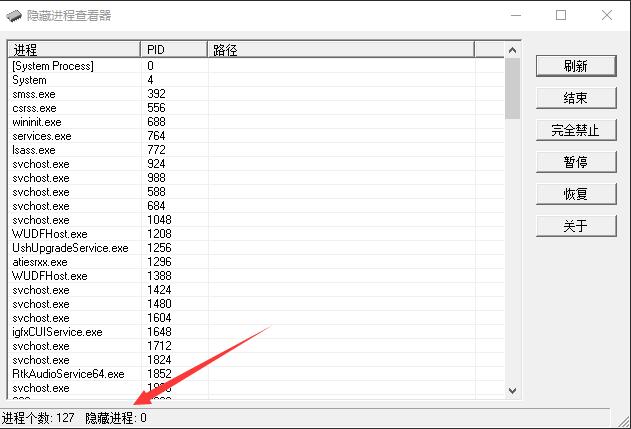 隐藏进程查看器
进程 PID 路径
[System Process] 0
System 4
smss.exe 392
csrss.exe 556
wininit.exe 688
services.exe 764
lsass.exe 772
svchost.exe 924
svchost.exe 988
svchost.exe 588
svchost.exe 684
svchost.exe 1048
WUDFHost.exe 1208
UshUpgradeService.exe 1256
atiesrxx.exe 1296
WUDFHost.exe 1388
svchost.exe 1424
svchost.exe 1480
svchost.exe 1604
igfxCUIService.exe 1648
svchost.exe 1712
svchost.exe 1824
RtkAudioService64.exe 1852
svchost.exe
刷新
结束
完全禁止
暂停
恢复
关于
进程个数: 127 隐藏进程: 0